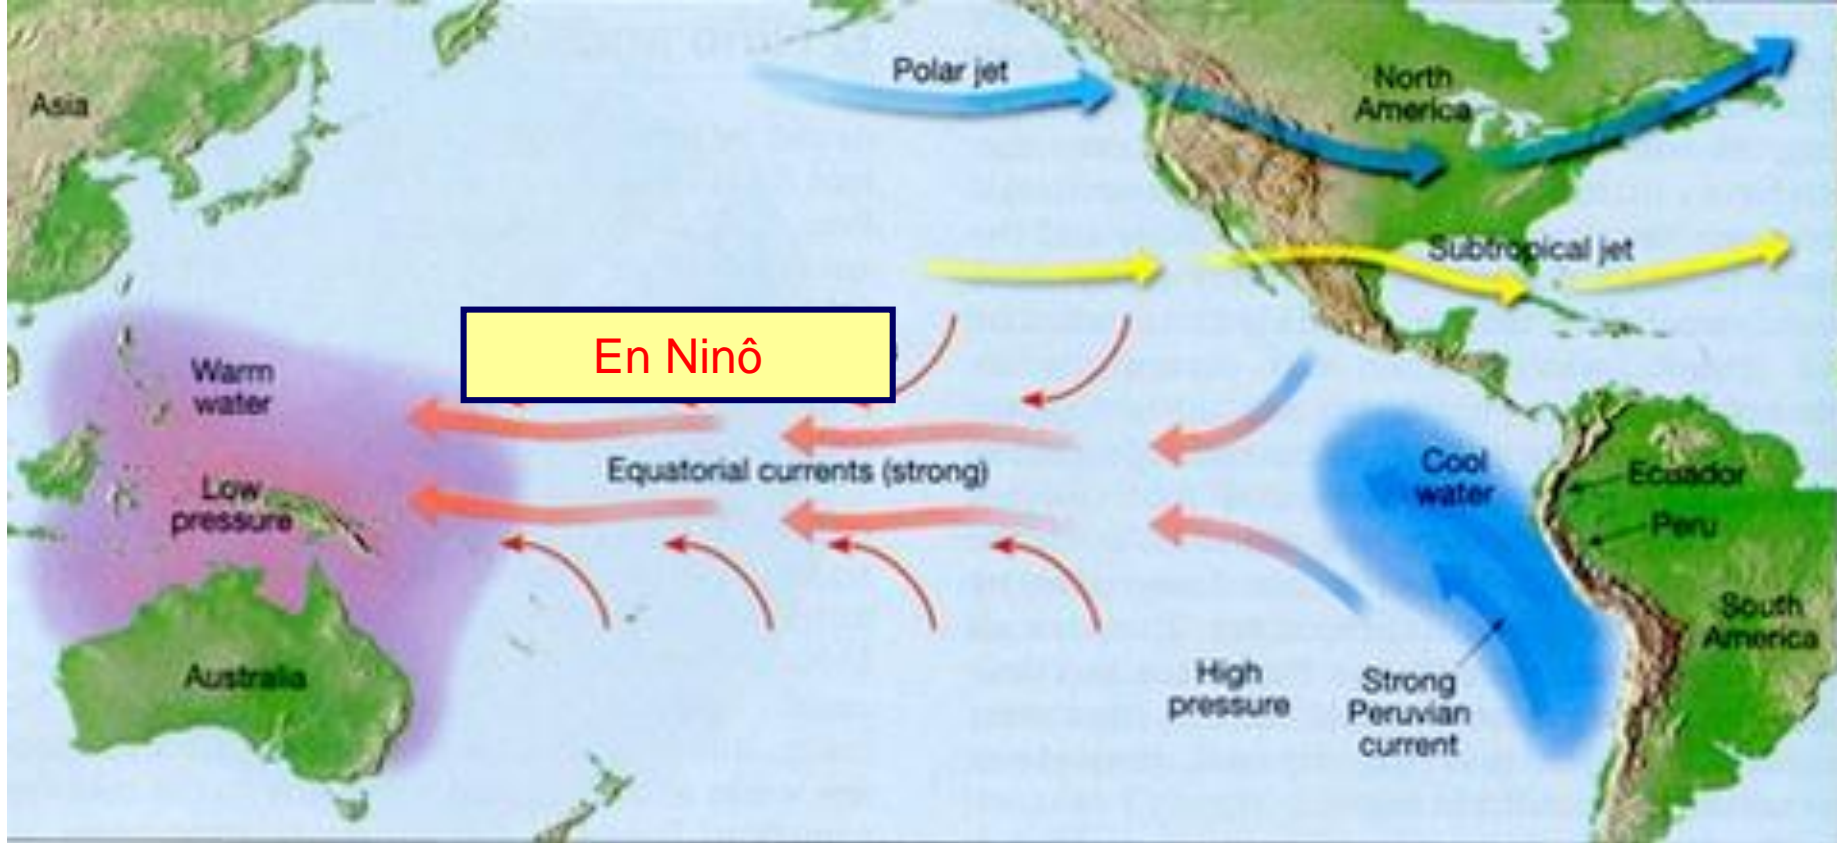 Polar jet
North
America
Asia
Subtropical jet
En Ninô
Warm
water
Equatorial currents (strong)
Cool
water
Ecuador
Low
pressure
Peru
South
America
Australia
High
pressure
Strong
Peruvian
current